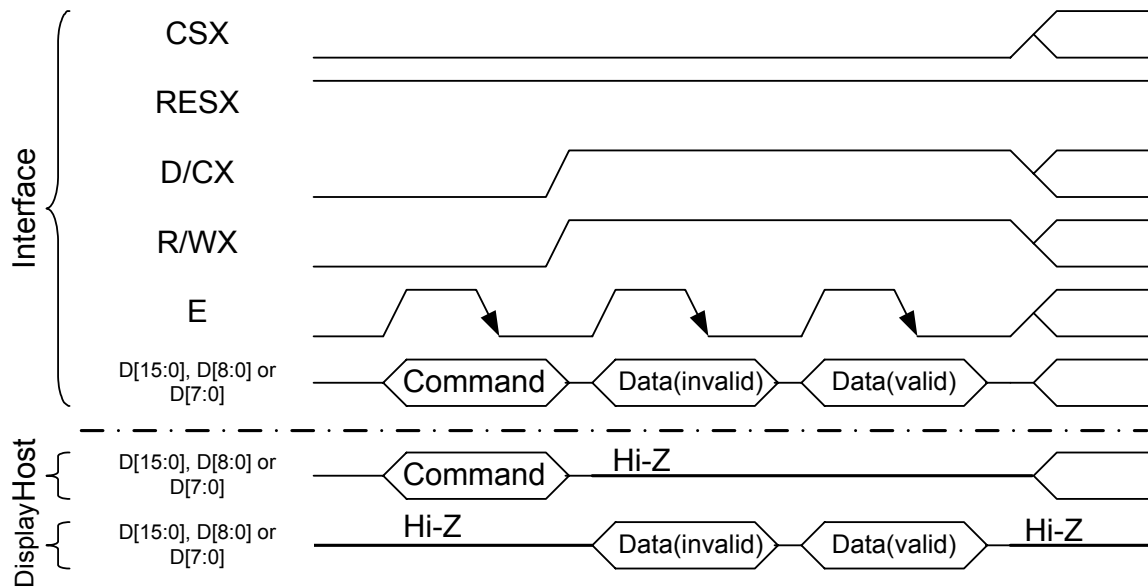 CSX
RESX
D/CX
R/WX
E
D[15:0], D[8:0] or
D[7:0]
Command
Data(invalid)
Data(valid)
Interface
D[15:0], D[8:0] or
D[7:0]
Command
Hi-Z
Host
D[15:0], D[8:0] or
D[7:0]
Hi-Z
Data(invalid)
Data(valid)
Hi-Z
Display